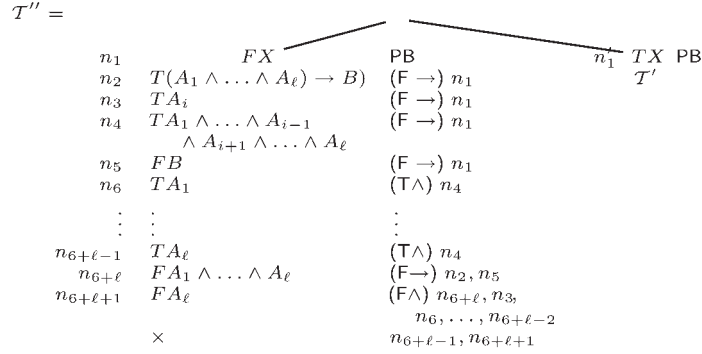 𝒯'' =
n₁ FX PB n₁' TX PB
n₂ T(A₁ ∧ … ∧ A_ℓ) → B) (F →) n₁ 𝒯'
n₃ TA_i (F →) n₁
n₄ TA₁ ∧ … ∧ A_{i−1} (F →) n₁
∧ A_{i+1} ∧ … ∧ A_ℓ
n₅ FB (F →) n₁
n₆ TA₁ (T∧) n₄
⋮ ⋮ ⋮
n_{6+ℓ−1} TA_ℓ (T∧) n₄
n_{6+ℓ} FA₁ ∧ … ∧ A_ℓ (F→) n₂, n₅
n_{6+ℓ+1} FA_ℓ (F∧) n_{6+ℓ}, n₃,
n₆, …, n_{6+ℓ−2}
× n_{6+ℓ−1}, n_{6+ℓ+1}